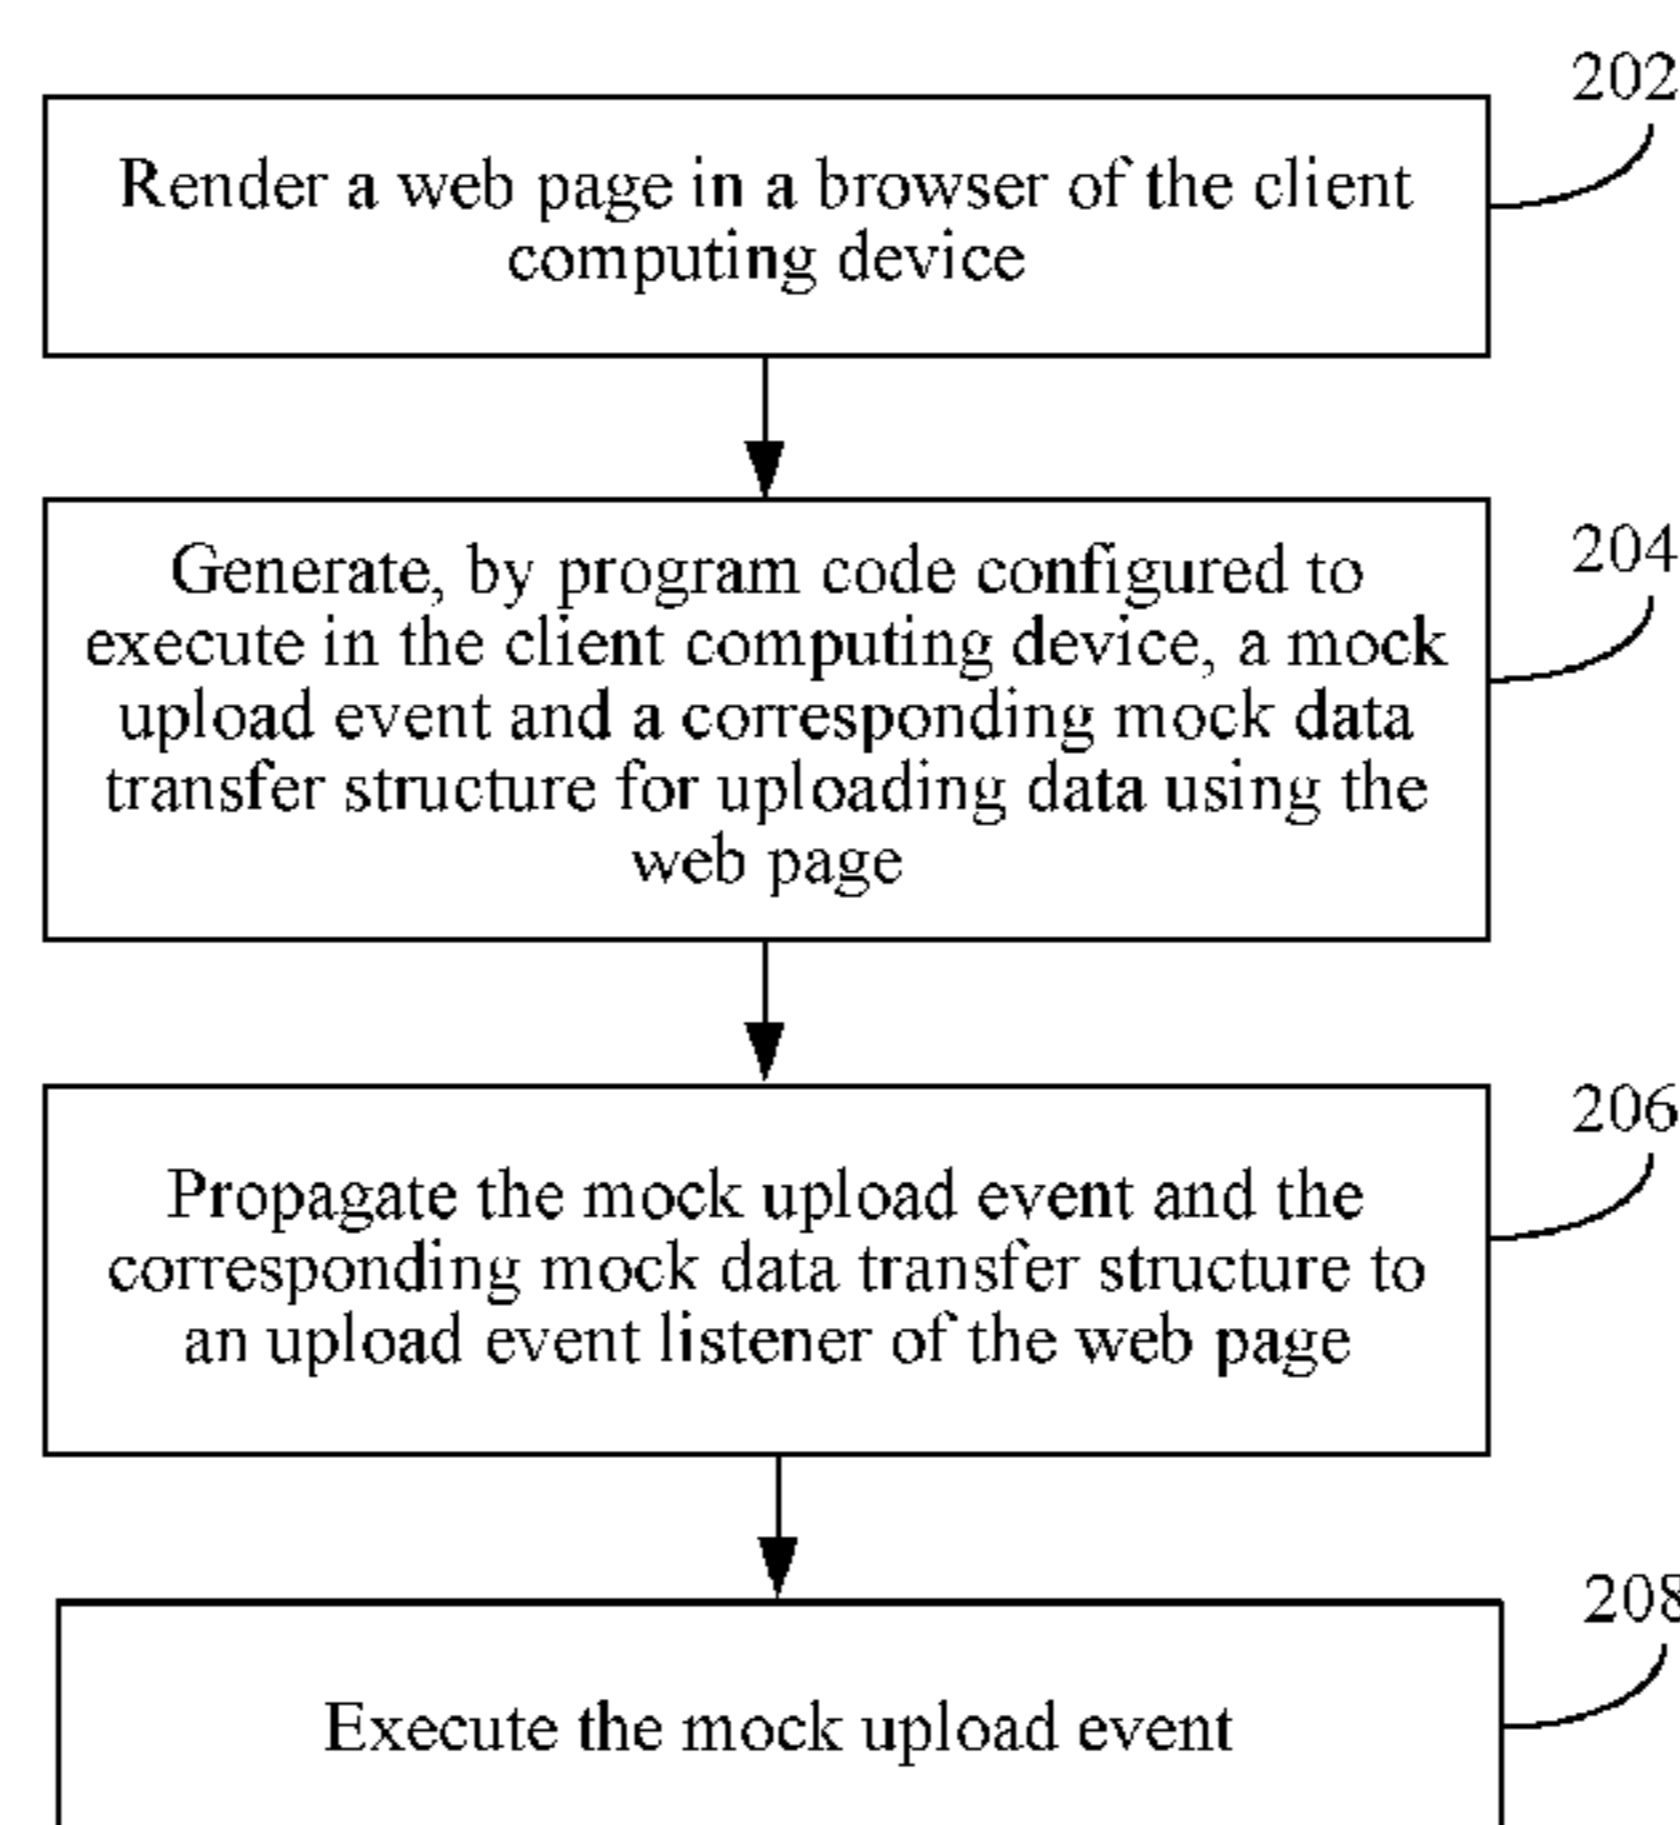 202
Render a web page in a browser of the client
computing device
204
Generate, by program code configured to
execute in the client computing device, a mock
upload event and a corresponding mock data
transfer structure for uploading data using the
web page
206
Propagate the mock upload event and the
corresponding mock data transfer structure to
an upload event listener of the web page
208
Execute the mock upload event